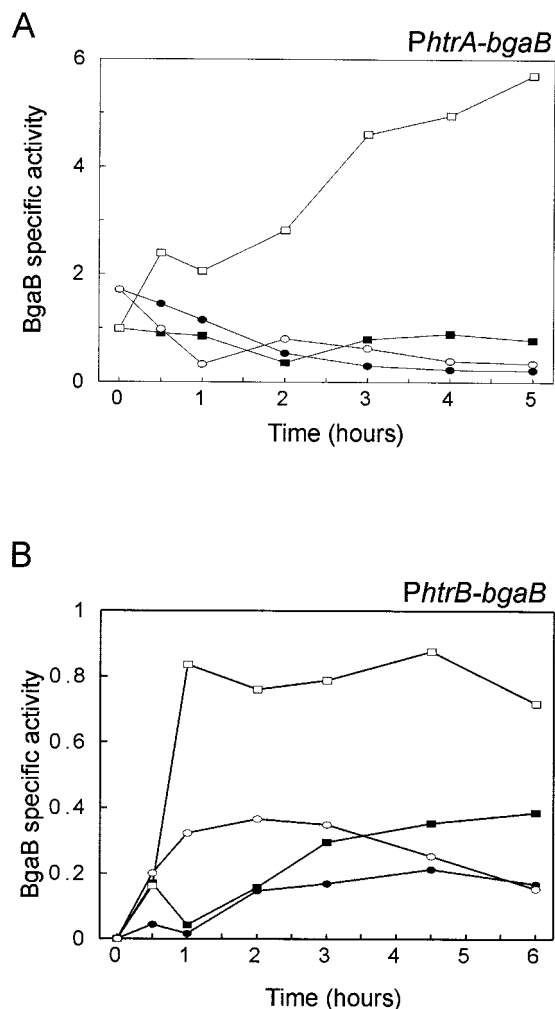 A
PhtrA-bgaB
6
4
2
0
BgaB specific activity
0 1 2 3 4 5
Time (hours)
B
PhtrB-bgaB
1
0.8
0.6
0.4
0.2
0
BgaB specific activity
0 1 2 3 4 5 6
Time (hours)